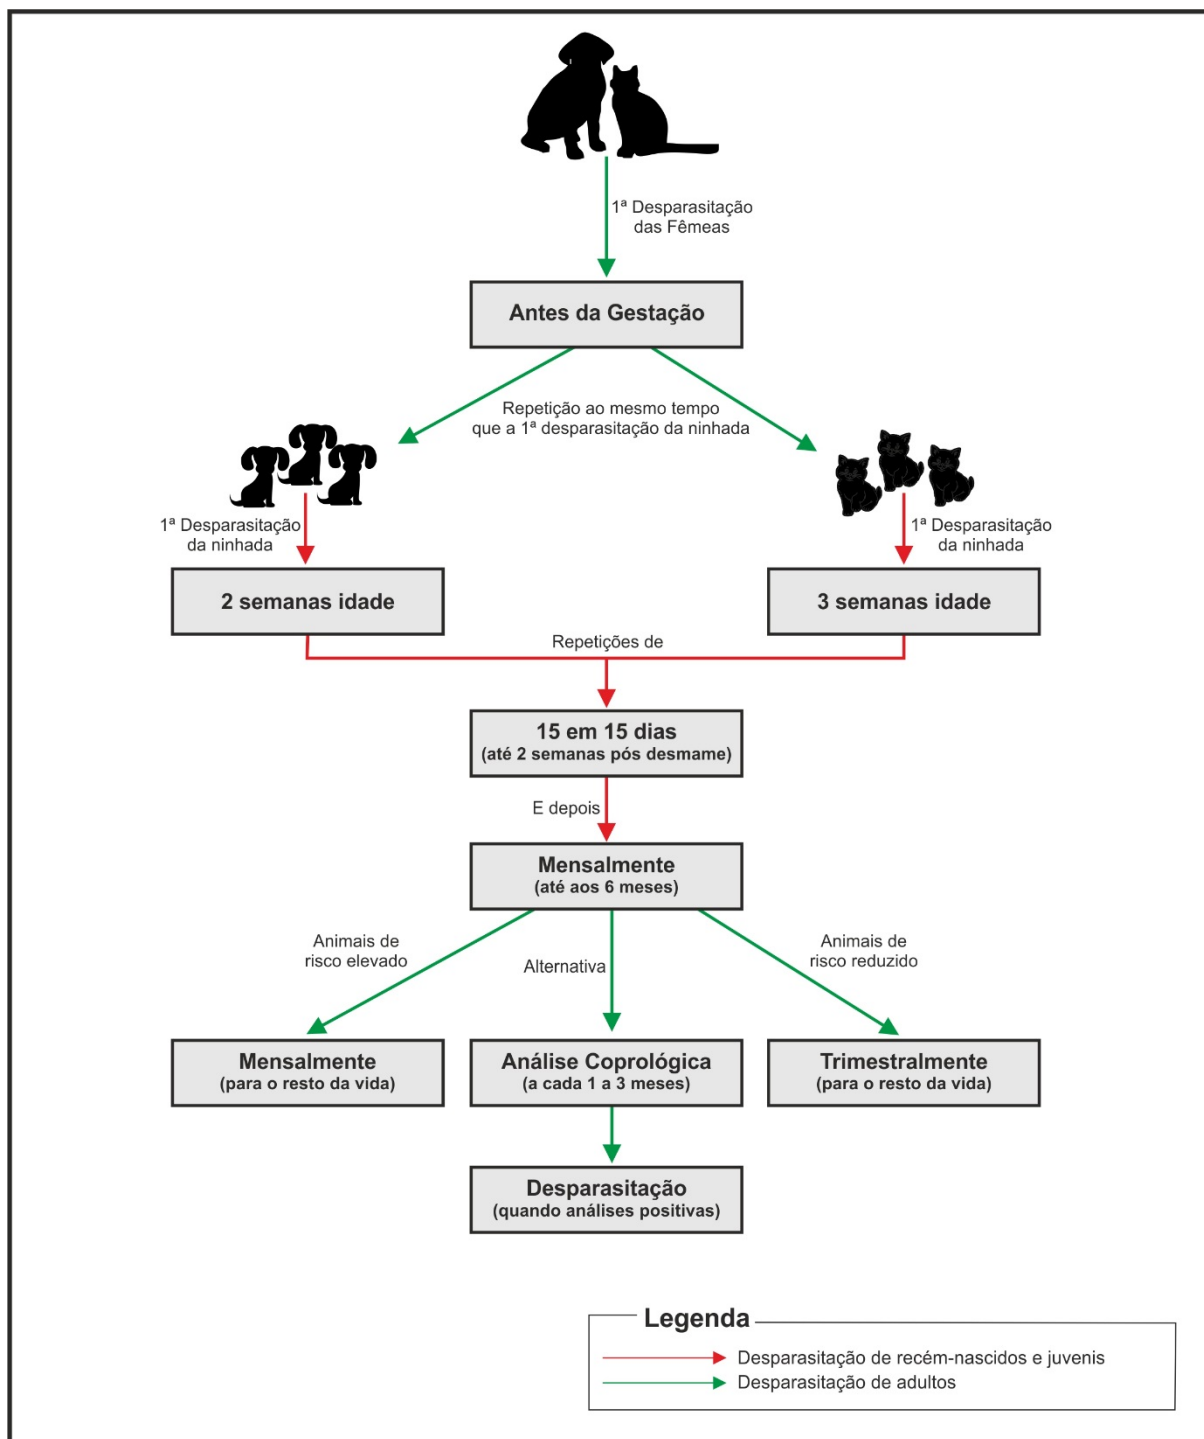 1ª Desparasitação
das Fêmeas
Antes da Gestação
Repetição ao mesmo tempo
que a 1ª desparasitação da ninhada
1ª Desparasitação
da ninhada
1ª Desparasitação
da ninhada
2 semanas idade
3 semanas idade
Repetições de
15 em 15 dias
(até 2 semanas pós desmame)
E depois
Mensalmente
(até aos 6 meses)
Animais de
risco elevado
Alternativa
Animais de
risco reduzido
Mensalmente
(para o resto da vida)
Análise Coprológica
(a cada 1 a 3 meses)
Trimestralmente
(para o resto da vida)
Desparasitação
(quando análises positivas)
Legenda
Desparasitação de recém-nascidos e juvenis
Desparasitação de adultos